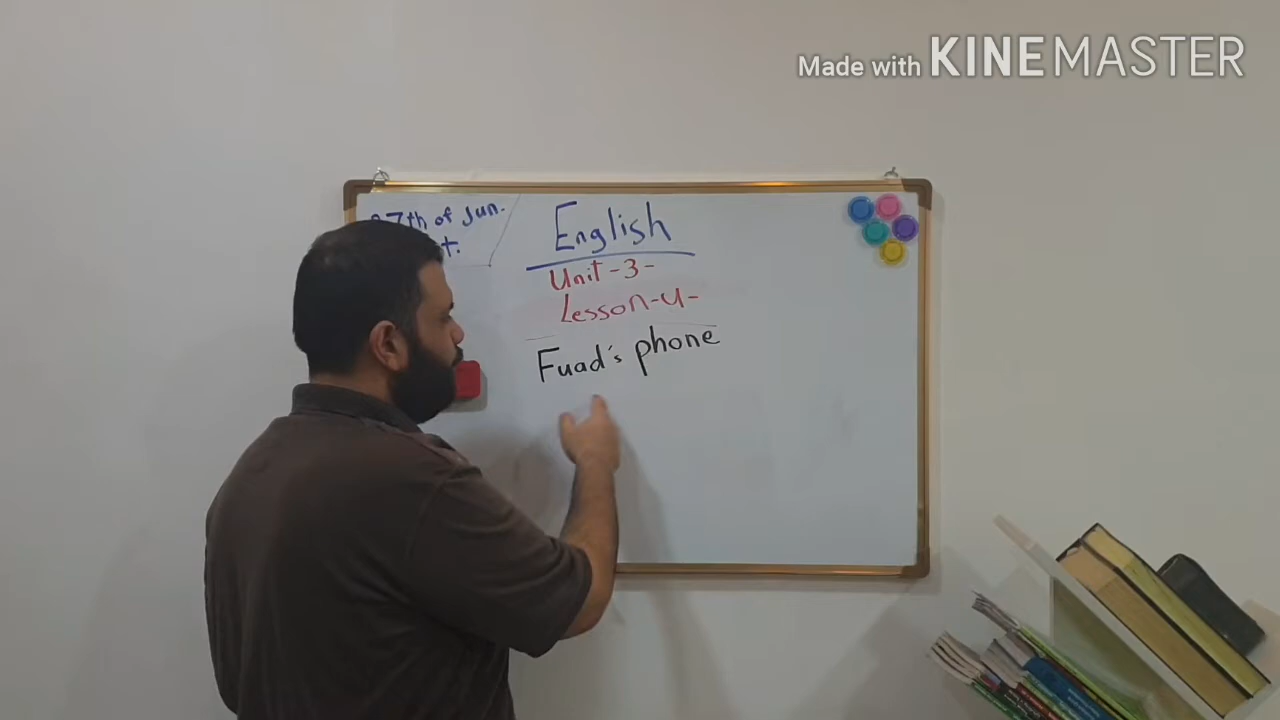 Made with KINEMASTER
7th of Jun.
English
Unit-3-
Lesson-4-
Fuad's phone